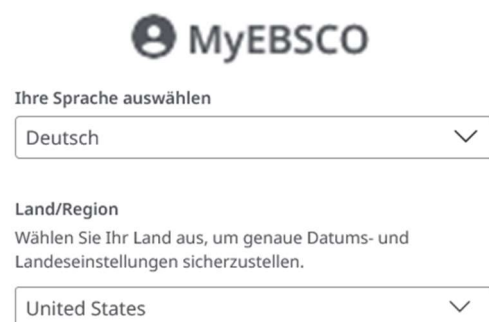 MyEBSCO
Ihre Sprache auswählen
Deutsch
Land/Region
Wählen Sie Ihr Land aus, um genaue Datums- und
Landeseinstellungen sicherzustellen.
United States